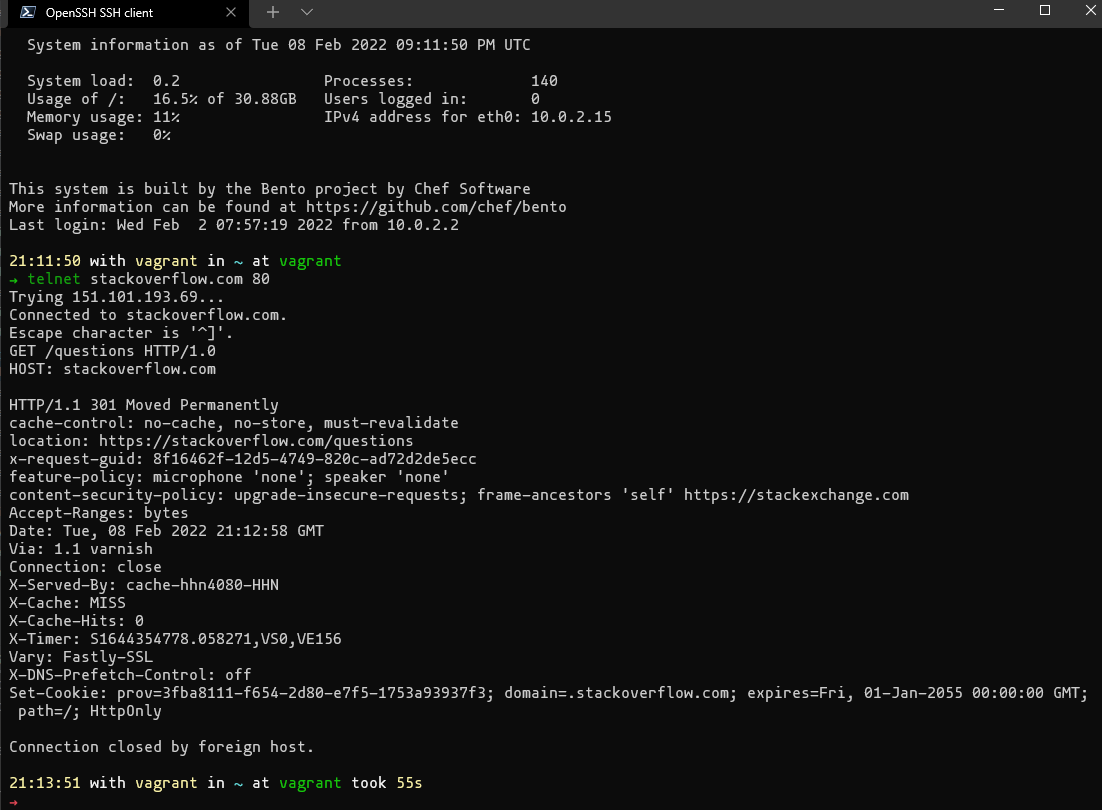 OpenSSH SSH client
System information as of Tue 08 Feb 2022 09:11:50 PM UTC
System load:  0.2                Processes:             140
Usage of /:   16.5% of 30.88GB   Users logged in:       0
Memory usage: 11%                IPv4 address for eth0: 10.0.2.15
Swap usage:   0%
This system is built by the Bento project by Chef Software
More information can be found at https://github.com/chef/bento
Last login: Wed Feb  2 07:57:19 2022 from 10.0.2.2
21:11:50 with vagrant in ~ at vagrant
→ telnet stackoverflow.com 80
Trying 151.101.193.69...
Connected to stackoverflow.com.
Escape character is '^]'.
GET /questions HTTP/1.0
HOST: stackoverflow.com
HTTP/1.1 301 Moved Permanently
cache-control: no-cache, no-store, must-revalidate
location: https://stackoverflow.com/questions
x-request-guid: 8f16462f-12d5-4749-820c-ad72d2de5ecc
feature-policy: microphone 'none'; speaker 'none'
content-security-policy: upgrade-insecure-requests; frame-ancestors 'self' https://stackexchange.com
Accept-Ranges: bytes
Date: Tue, 08 Feb 2022 21:12:58 GMT
Via: 1.1 varnish
Connection: close
X-Served-By: cache-hhn4080-HHN
X-Cache: MISS
X-Cache-Hits: 0
X-Timer: S1644354778.058271,VS0,VE156
Vary: Fastly-SSL
X-DNS-Prefetch-Control: off
Set-Cookie: prov=3fba8111-f654-2d80-e7f5-1753a93937f3; domain=.stackoverflow.com; expires=Fri, 01-Jan-2055 00:00:00 GMT;
path=/; HttpOnly
Connection closed by foreign host.
21:13:51 with vagrant in ~ at vagrant took 55s
→